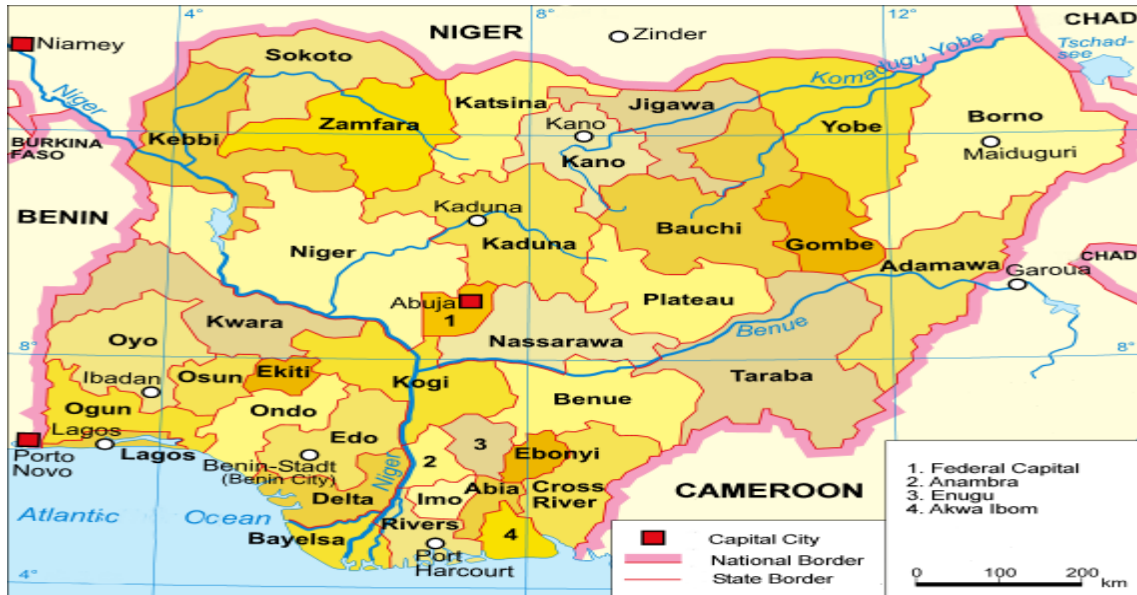 4°
8°
12°
CHAD
NIGER
Zinder
Niamey
Sokoto
Tschad-
see
Komadugu Yobe
Niger
Katsina
Jigawa
Kebbi
Zamfara
Kano
Yobe
Borno
BURKINA
FASO
Kano
Maiduguri
BENIN
Kaduna
Niger
Kaduna
Bauchi
Gombe
Adamawa
CHAD
Garoua
Abuja
1
Plateau
Kwara
Nassarawa
Benue
Oyo
8°
8°
Ibadan
Osun
Ekiti
Kogi
Taraba
Benue
Ogun
Ondo
Lagos
Edo
3
Porto
Novo
Lagos
Benin-Stadt
(Benin City)
Niger
2
Ebonyi
Delta
Imo
Abia
Cross
River
CAMEROON
Atlantic Ocean
Bayelsa
Rivers
4
Port
Harcourt
4°
1. Federal Capital
2. Anambra
3. Enugu
4. Akwa Ibom
Capital City
National Border
State Border
0 100 200
km